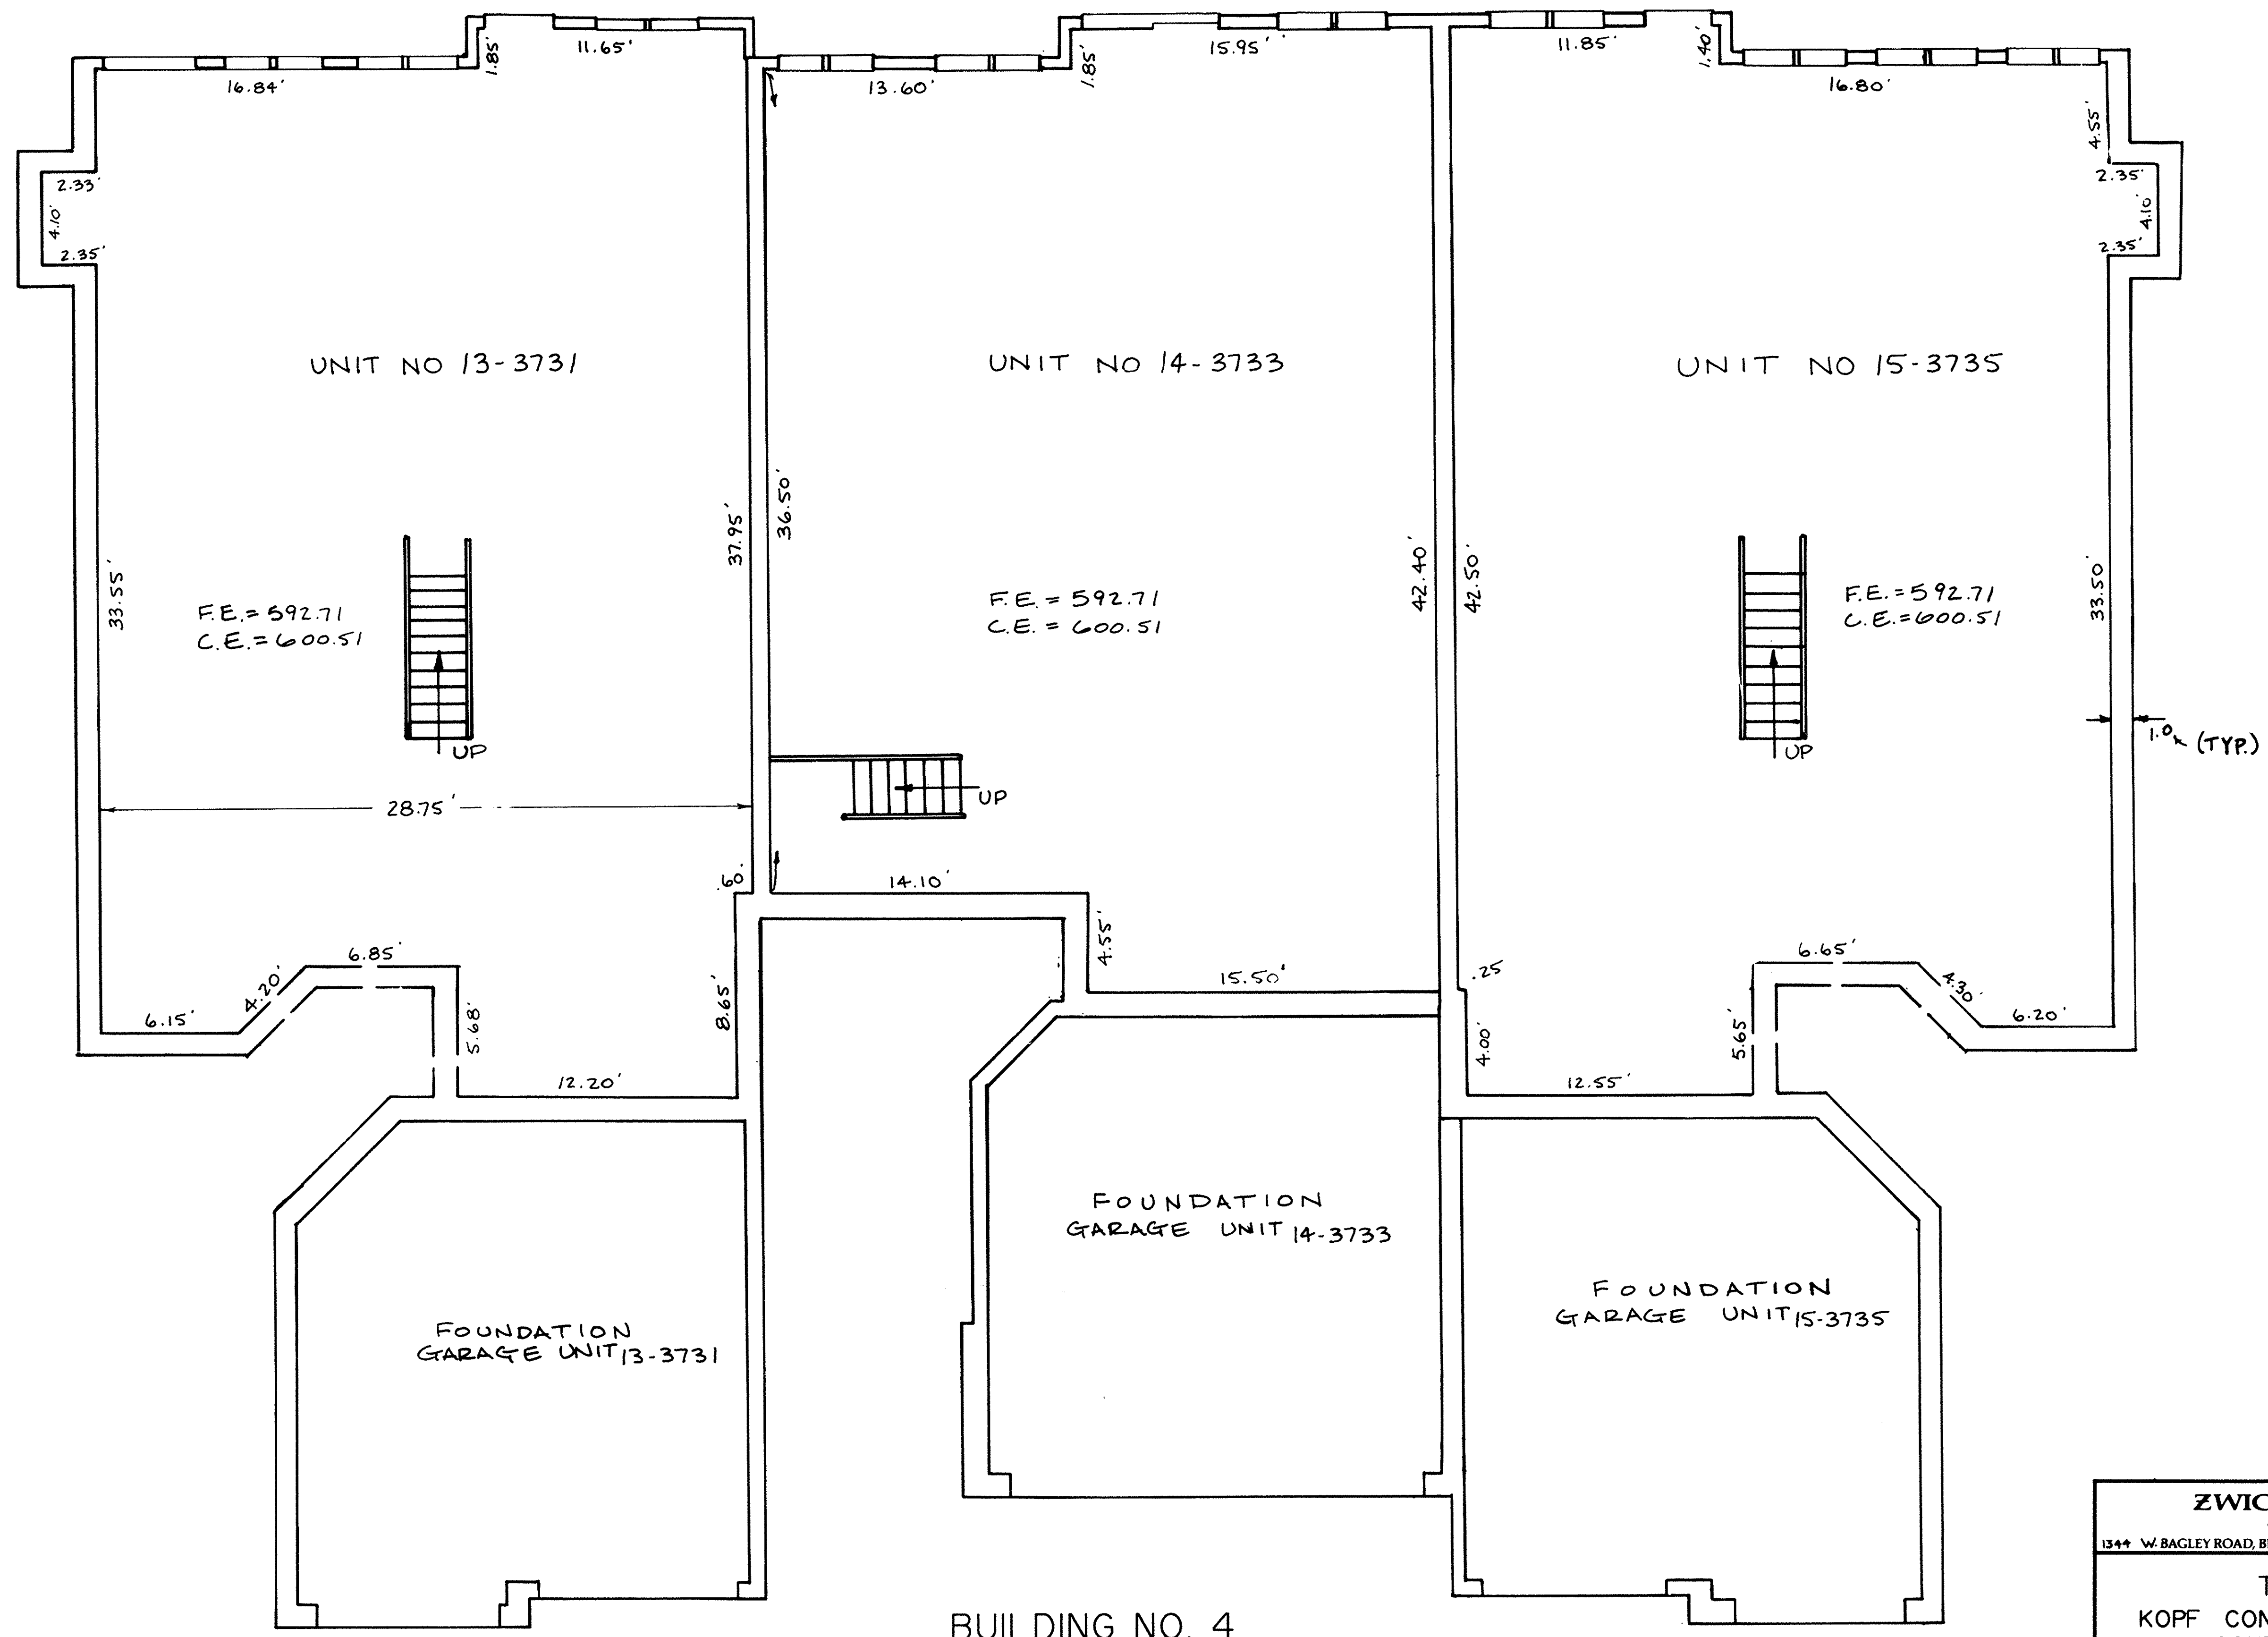 11.65'
1.85'
16.84'
15.95'
1.85'
13.60'
11.85'
1.40'
16.80'
4.55'
2.33'
4.10'
2.35'
2.35'
4.10'
2.35'
UNIT NO 13-3731
UNIT NO 14-3733
UNIT NO 15-3735
37.95'
36.50'
42.40'
42.50'
33.55'
33.50'
F.E. = 592.71
C.E. = 600.51
F.E. = 592.71
C.E. = 600.51
F.E. = 592.71
C.E. = 600.51
UP
UP
UP
1.0 (TYP.)
28.75'
.60'
14.10'
6.85'
4.20'
6.15'
5.68'
8.65'
12.20'
4.55'
15.50'
.25
4.00'
12.55'
5.65'
6.65'
4.30'
6.20'
FOUNDATION
GARAGE UNIT 14-3733
FOUNDATION
GARAGE UNIT 15-3735
FOUNDATION
GARAGE UNIT 13-3731
BUILDING NO. 4
ZWIC
1344 W. BAGLEY ROAD, B
T
KOPF CON